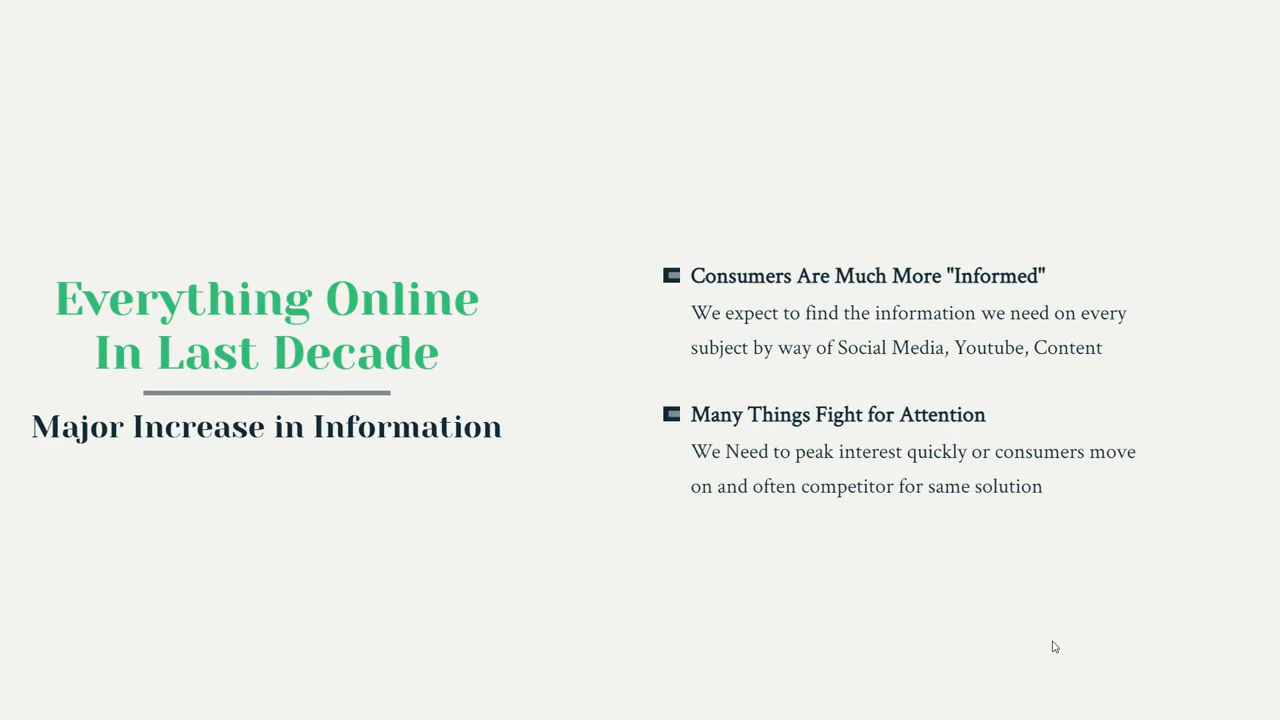 Everything Online
In Last Decade
Major Increase in Information
Consumers Are Much More "Informed"
We expect to find the information we need on every
subject by way of Social Media, Youtube, Content
Many Things Fight for Attention
We Need to peak interest quickly or consumers move
on and often competitor for same solution